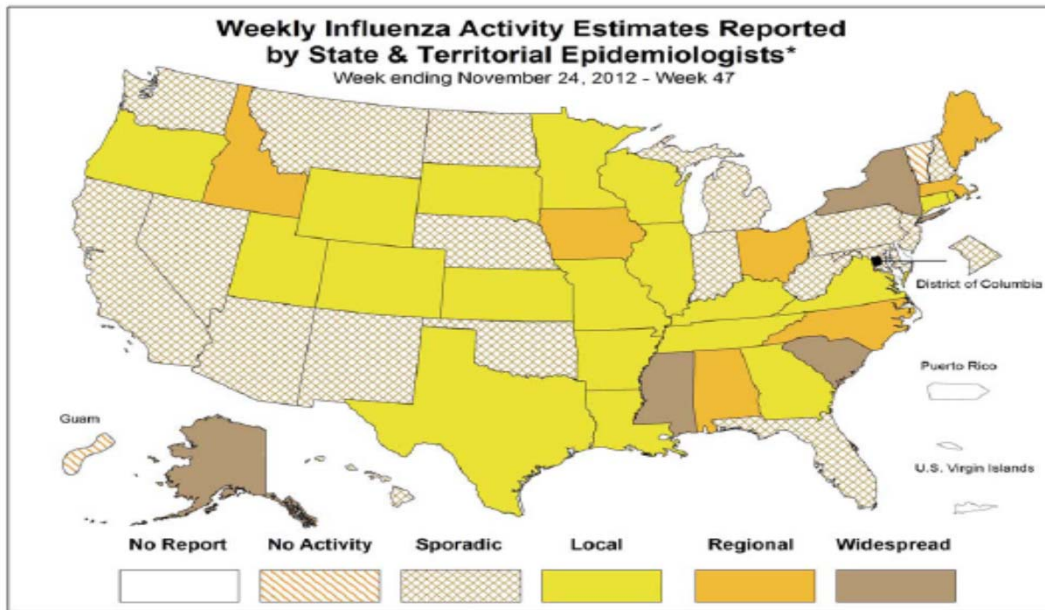 Weekly Influenza Activity Estimates Reported
by State & Territorial Epidemiologists*
Week ending November 24, 2012 - Week 47
District of Columbia
Puerto Rico
Guam
U.S. Virgin Islands
No Report No Activity Sporadic Local Regional Widespread